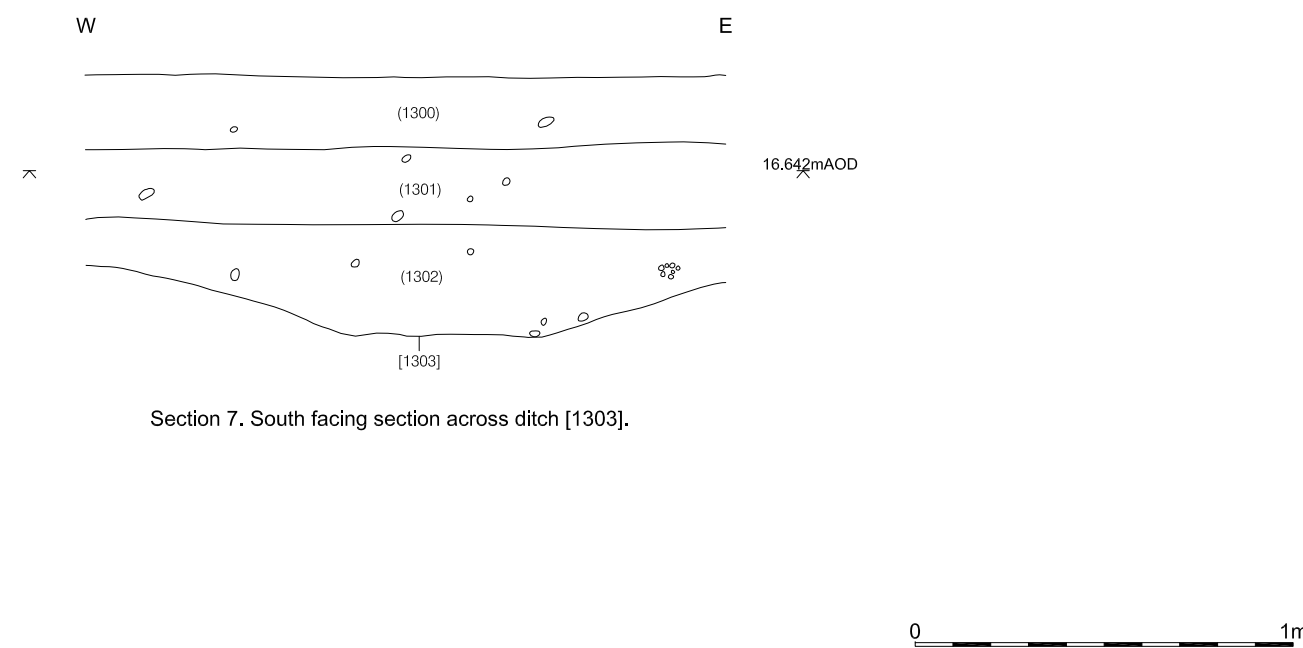 W E
(1300)
16.642mAOD
(1301)
(1302)
[1303]
Section 7. South facing section across ditch [1303].
0 1m